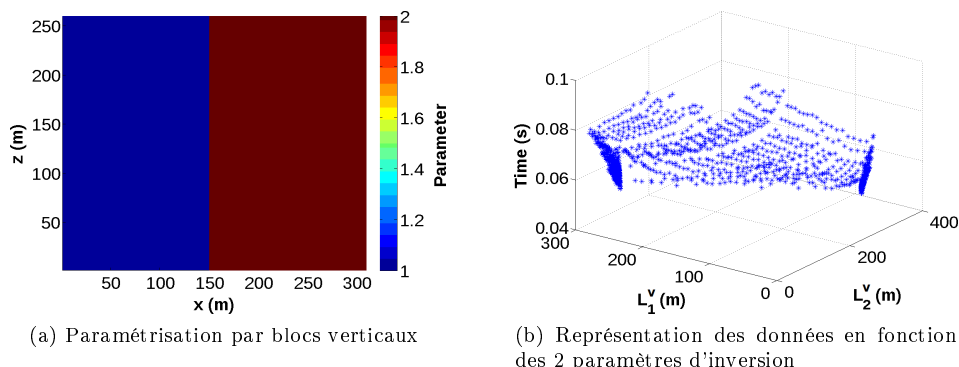 250
200
150
100
50
z (m)
50 100 150 200 250 300
x (m)
2
1.8
1.6
1.4
1.2
1
Parameter
(a) Paramétrisation par blocs verticaux
0.1
0.08
0.06
0.04
Time (s)
300
200
100
0
L₁ᵛ (m)
0
200
400
L₂ᵛ (m)
(b) Représentation des données en fonction
des 2 paramètres d'inversion